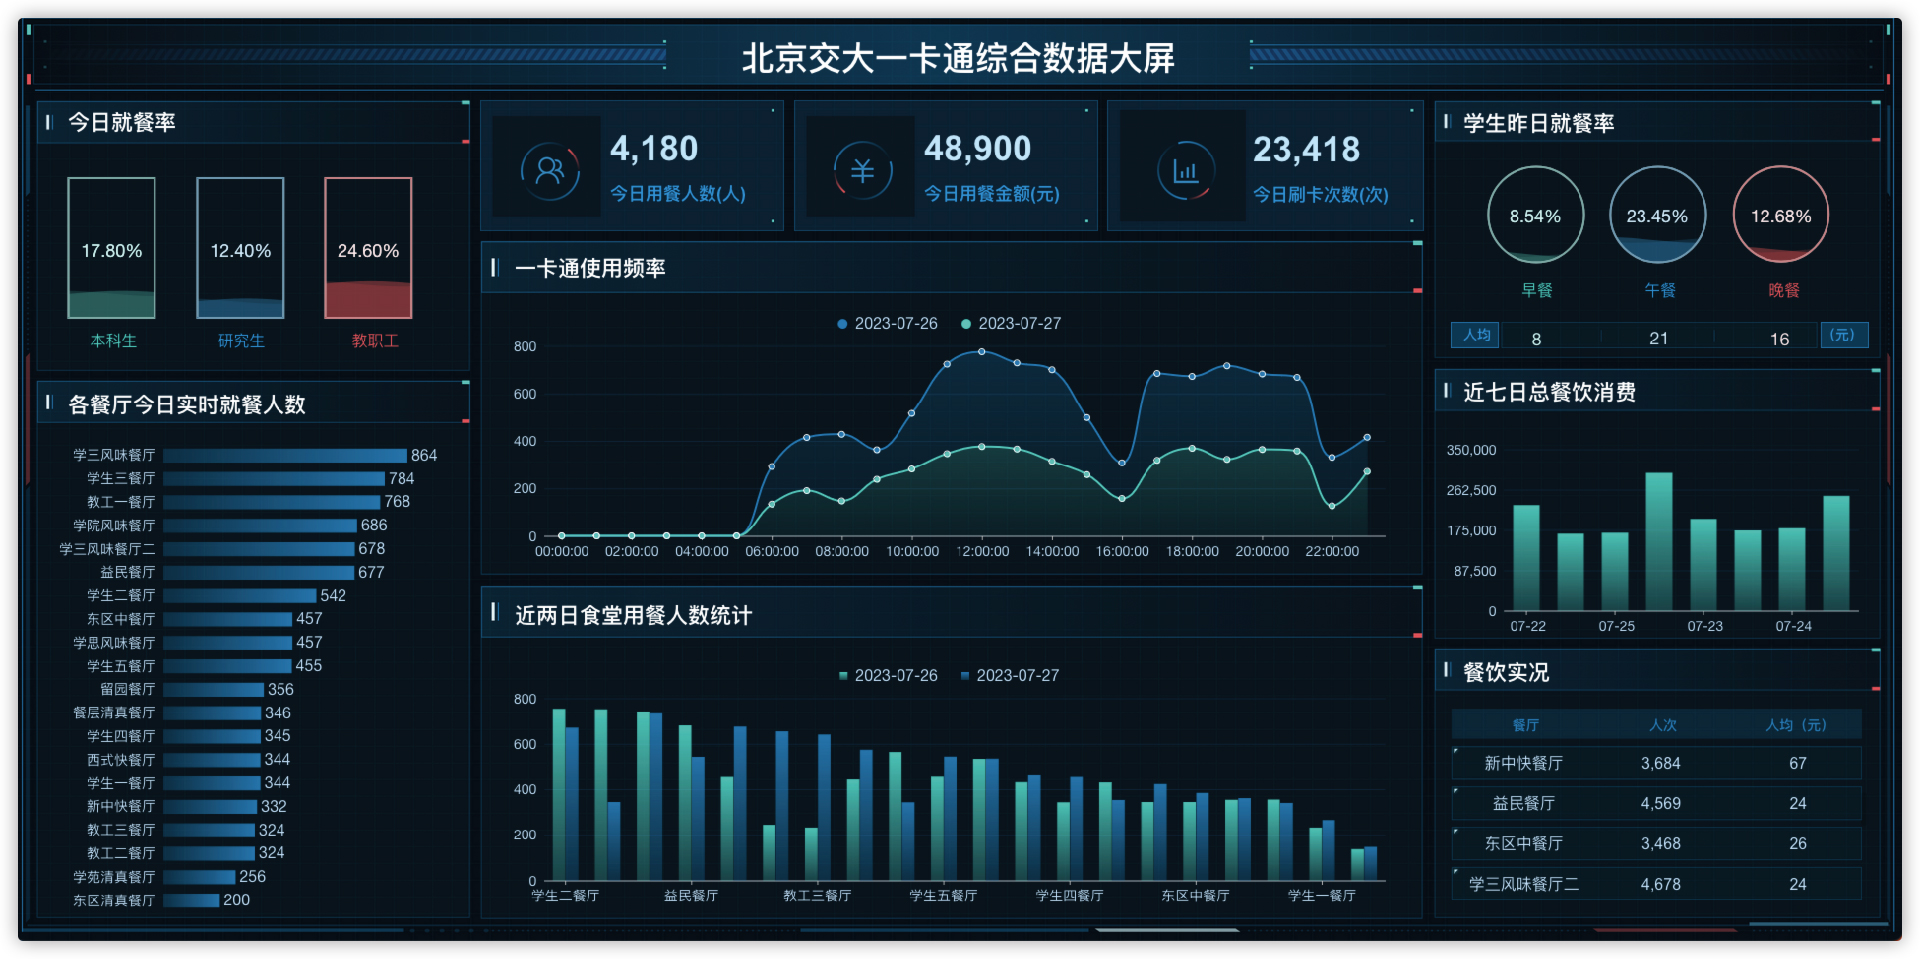 北京交大一卡通综合数据大屏
今日就餐率
17.80%
12.40%
24.60%
本科生
研究生
教职工
各餐厅今日实时就餐人数
学三风味餐厅 864
学生三餐厅 784
教工一餐厅 768
学院风味餐厅 686
学三风味餐厅二 678
益民餐厅 677
学生二餐厅 542
东区中餐厅 457
学思风味餐厅 457
学生五餐厅 455
留园餐厅 356
餐层清真餐厅 346
学生四餐厅 345
西式快餐厅 344
学生一餐厅 344
新中快餐厅 332
教工三餐厅 324
教工二餐厅 324
学苑清真餐厅 256
东区清真餐厅 200
4,180
今日用餐人数(人)
48,900
今日用餐金额(元)
23,418
今日刷卡次数(次)
一卡通使用频率
2023-07-26 2023-07-27
800
600
400
200
0
00:00:00 02:00:00 04:00:00 06:00:00 08:00:00 10:00:00 12:00:00 14:00:00 16:00:00 18:00:00 20:00:00 22:00:00
近两日食堂用餐人数统计
2023-07-26 2023-07-27
800
600
400
200
0
学生二餐厅 益民餐厅 教工三餐厅 学生五餐厅 学生四餐厅 东区中餐厅 学生一餐厅
学生昨日就餐率
8.54%
23.45%
12.68%
早餐
午餐
晚餐
人均 8 21 16 (元)
近七日总餐饮消费
350,000
262,500
175,000
87,500
0
07-22 07-25 07-23 07-24
餐饮实况
餐厅 人次 人均（元）
新中快餐厅 3,684 67
益民餐厅 4,569 24
东区中餐厅 3,468 26
学三风味餐厅二 4,678 24